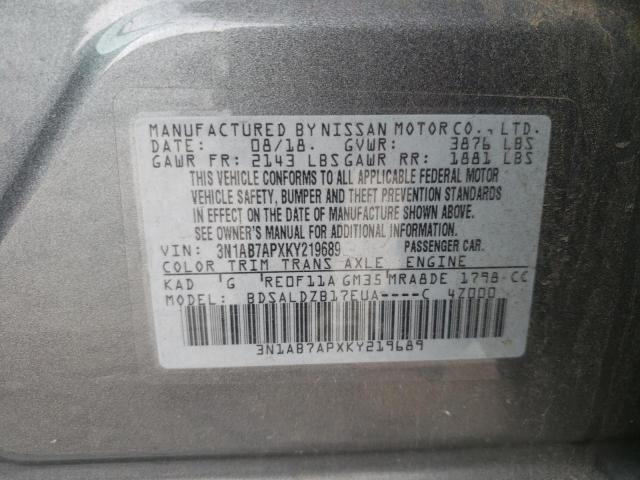 MANUFACTURED BY NISSAN MOTOR CO., LTD.
DATE: 08/18. GVWR: 3876 LBS
GAWR FR: 2143 LBS GAWR RR: 1881 LBS
THIS VEHICLE CONFORMS TO ALL APPLICABLE FEDERAL MOTOR
VEHICLE SAFETY, BUMPER AND THEFT PREVENTION STANDARDS
IN EFFECT ON THE DATE OF MANUFACTURE SHOWN ABOVE.
SEE OWNER'S MANUAL FOR ADDITIONAL INFORMATION.
VIN: 3N1AB7APXKY219689 PASSENGER CAR.
COLOR TRIM TRANS AXLE ENGINE
KAD G RE0F11A GM35 MRA8DE 1798-CC
MODEL: BDSALDZB17EUA----C 4Z000
3N1AB7APXKY219689